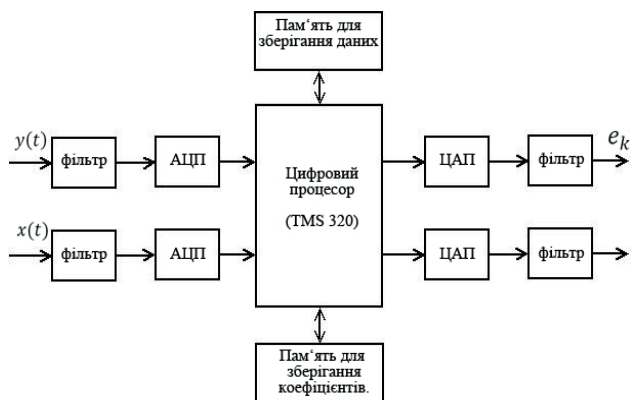 Пам‘ять для
зберігання даних
y(t)
фільтр
АЦП
Цифровий
процесор
(TMS 320)
ЦАП
фільтр
e_k
x(t)
фільтр
АЦП
ЦАП
фільтр
Пам‘ять для
зберігання
коефіцієнтів.